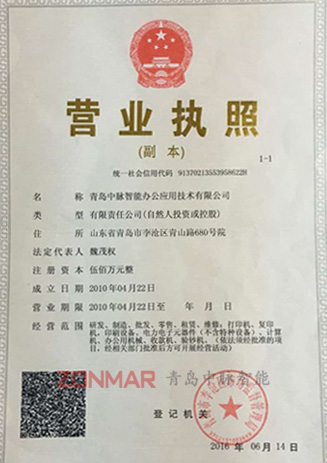 营业执照
(副本)
1-1
统一社会信用代码 91370213553958622H
名 称 青岛中脉智能办公应用技术有限公司
类 型 有限责任公司(自然人投资或控股)
住 所 山东省青岛市李沧区青山路680号院
法定代表人 魏茂权
注册资本 伍佰万元整
成立日期 2010年04月22日
营业期限 2010年04月22日至 年 月 日
经营范围 研发、制造、批发、零售、租赁、维修:打印机、复印
机、印刷设备、电力电子元器件(不含特种设备)、计算
机、办公用机械、收款机、验钞机。(依法须经批准的项
目,经相关部门批准后方可开展经营活动)
ZONMAR 青岛中脉智能
登记机关
2016 年 06 月 14 日